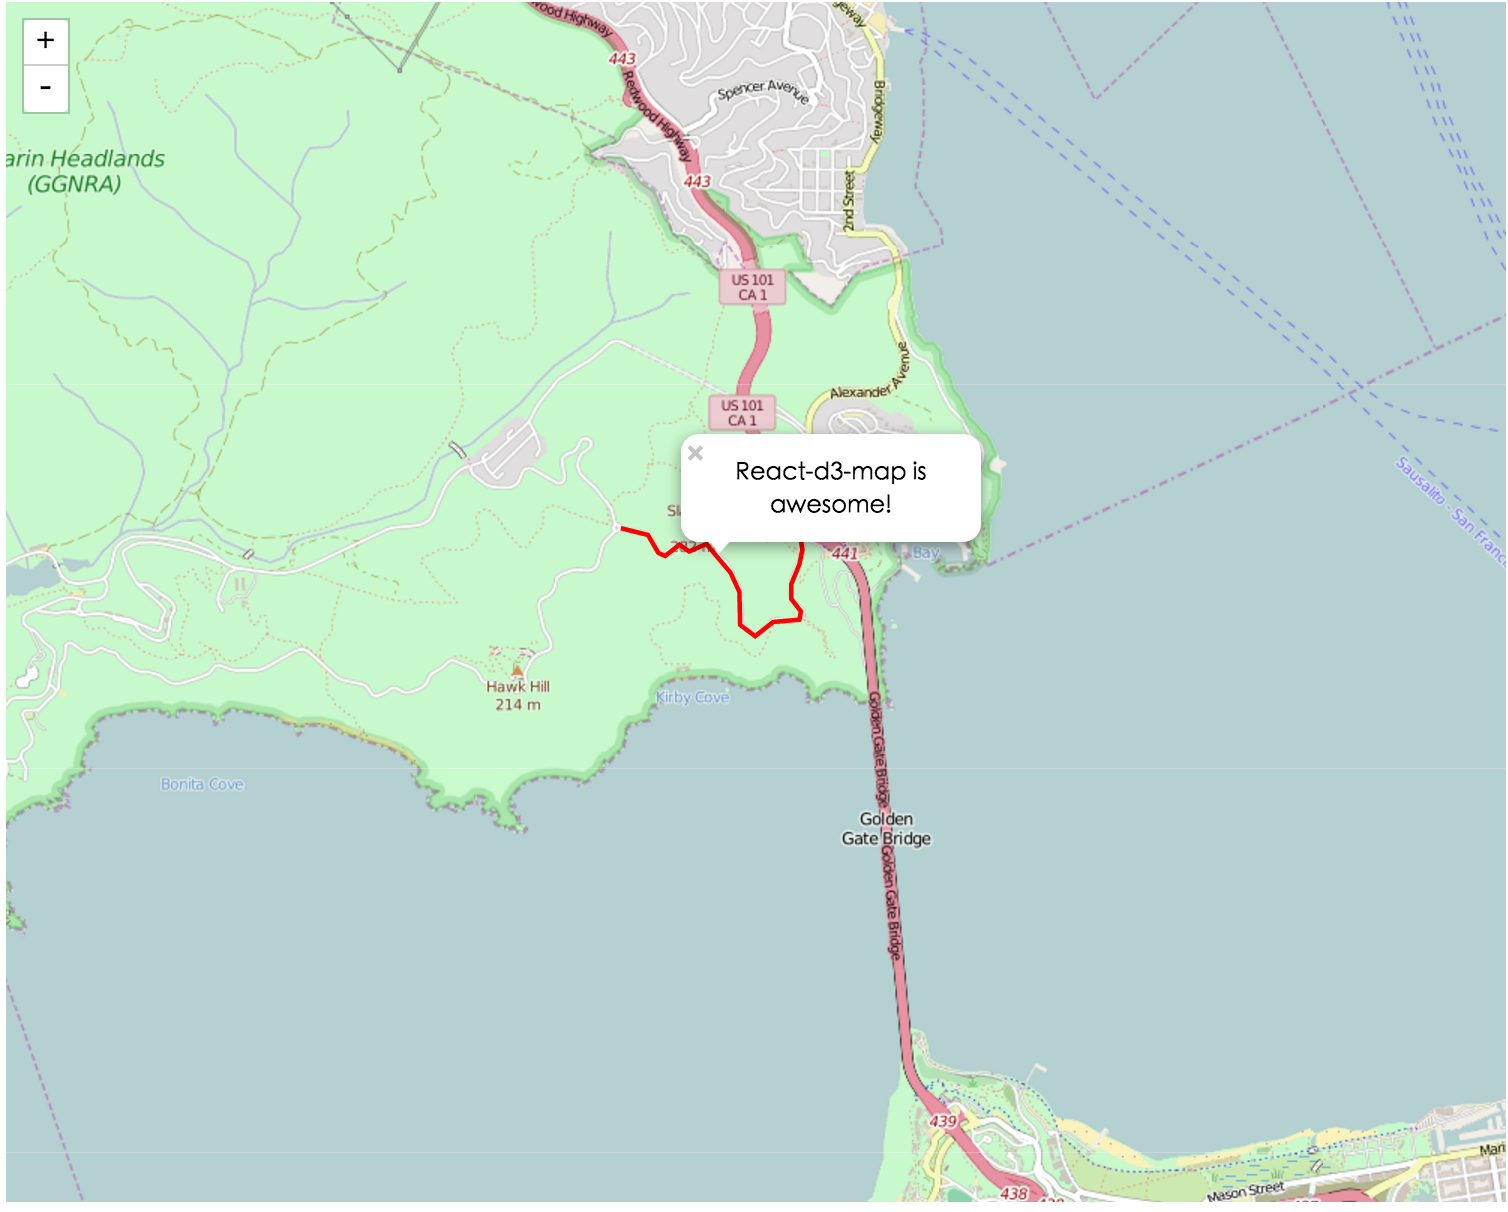 +
-
wood Highway
443
Redwood Highway
443
Spencer Avenue
Bridgeway
2nd Street
arin Headlands
(GGNRA)
US 101
CA 1
Alexander Avenue
US 101
CA 1
×
React-d3-map is
awesome!
441
Bay
Sausalito - San Franc
Hawk Hill
214 m
Kirby Cove
Bonita Cove
Golden Gate Bridge
Golden
Gate Bridge
Golden Gate Bridge
439
438
Mason Street
Mari